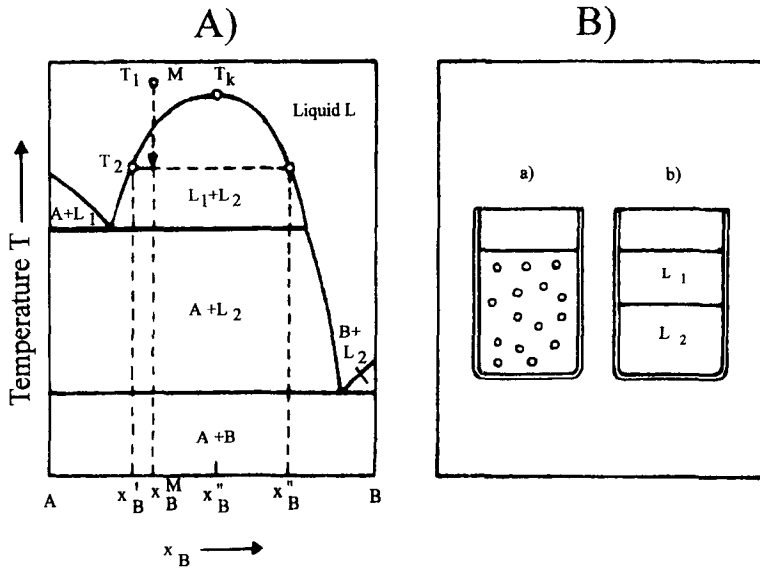 A)
B)
T1 M Tk
Liquid L
T2
L1+L2
A+L1
A+L2
B+
L2
A+B
Temperature T
A x'B xMB x"B x"B B
xB
a)
b)
L1
L2